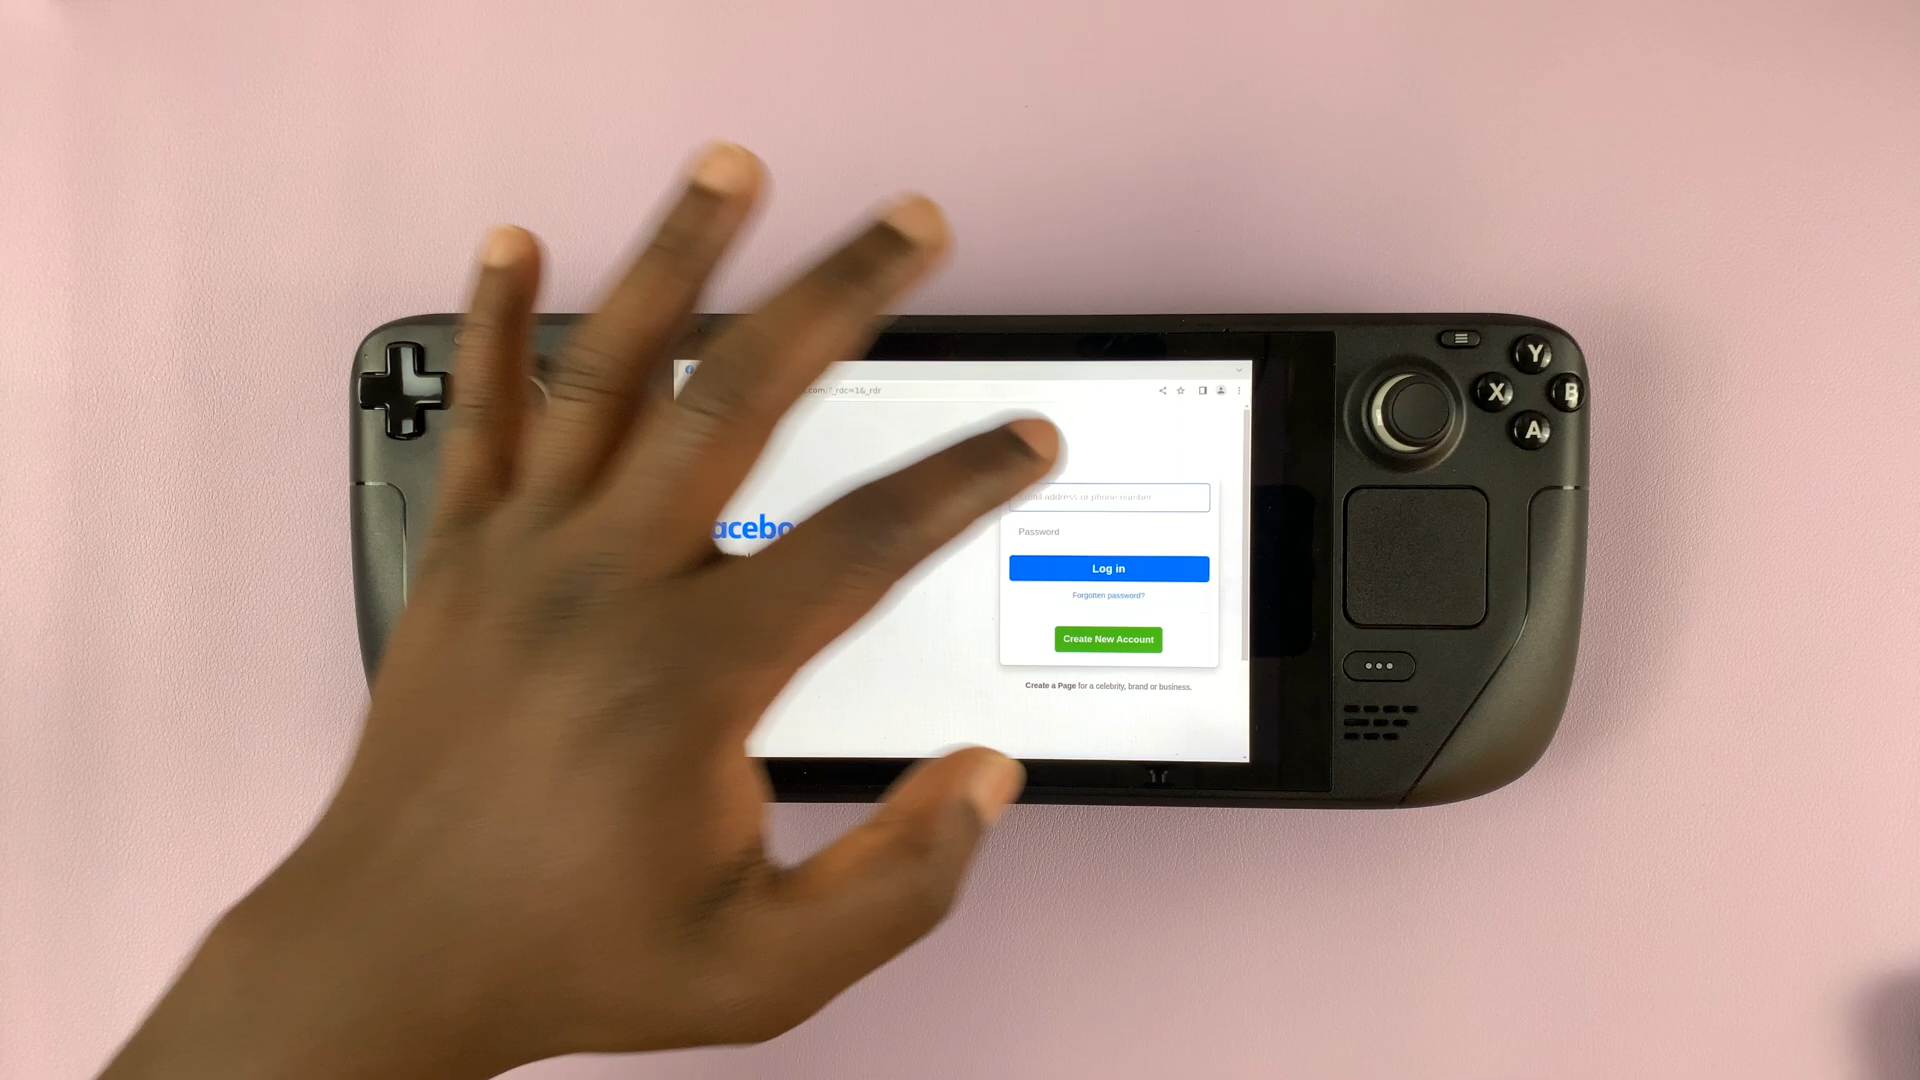 .com/?_rdc=1&_rdr
acebo
Email address or phone number
Password
Log in
Forgotten password?
Create New Account
Create a Page for a celebrity, brand or business.
Y
X
B
A